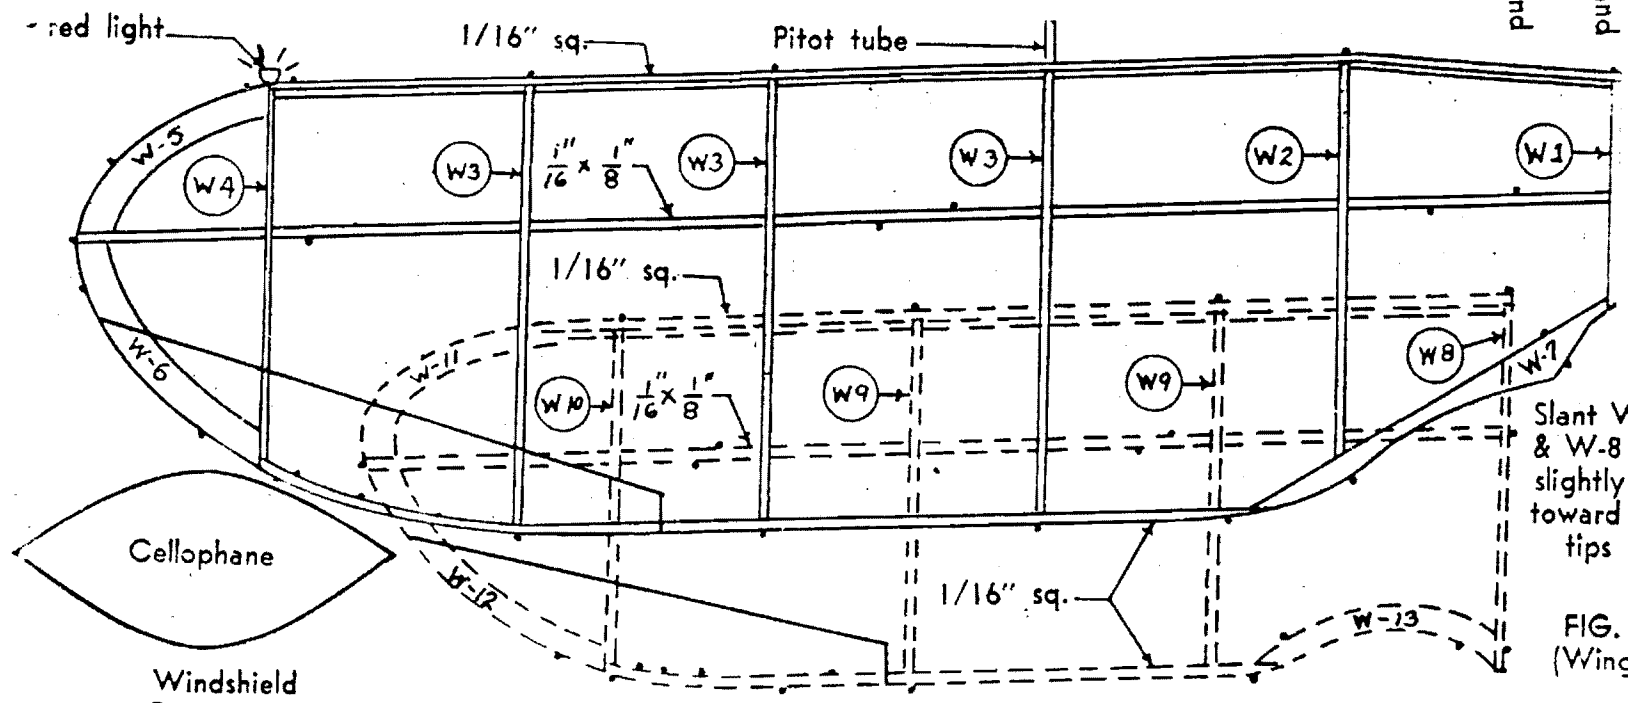 red light
1/16" sq.
Pitot tube
W-5
W4
W3
1" 1"
16 x 8
W3
W3
W2
W1
1/16" sq.
W-6
W-11
W10
1" 1"
16 x 8
W9
W9
W8
W-7
Slant
& W-8
slightly
toward
tips
Cellophane
W-12
1/16" sq.
W-13
FIG.
(Wing
Windshield